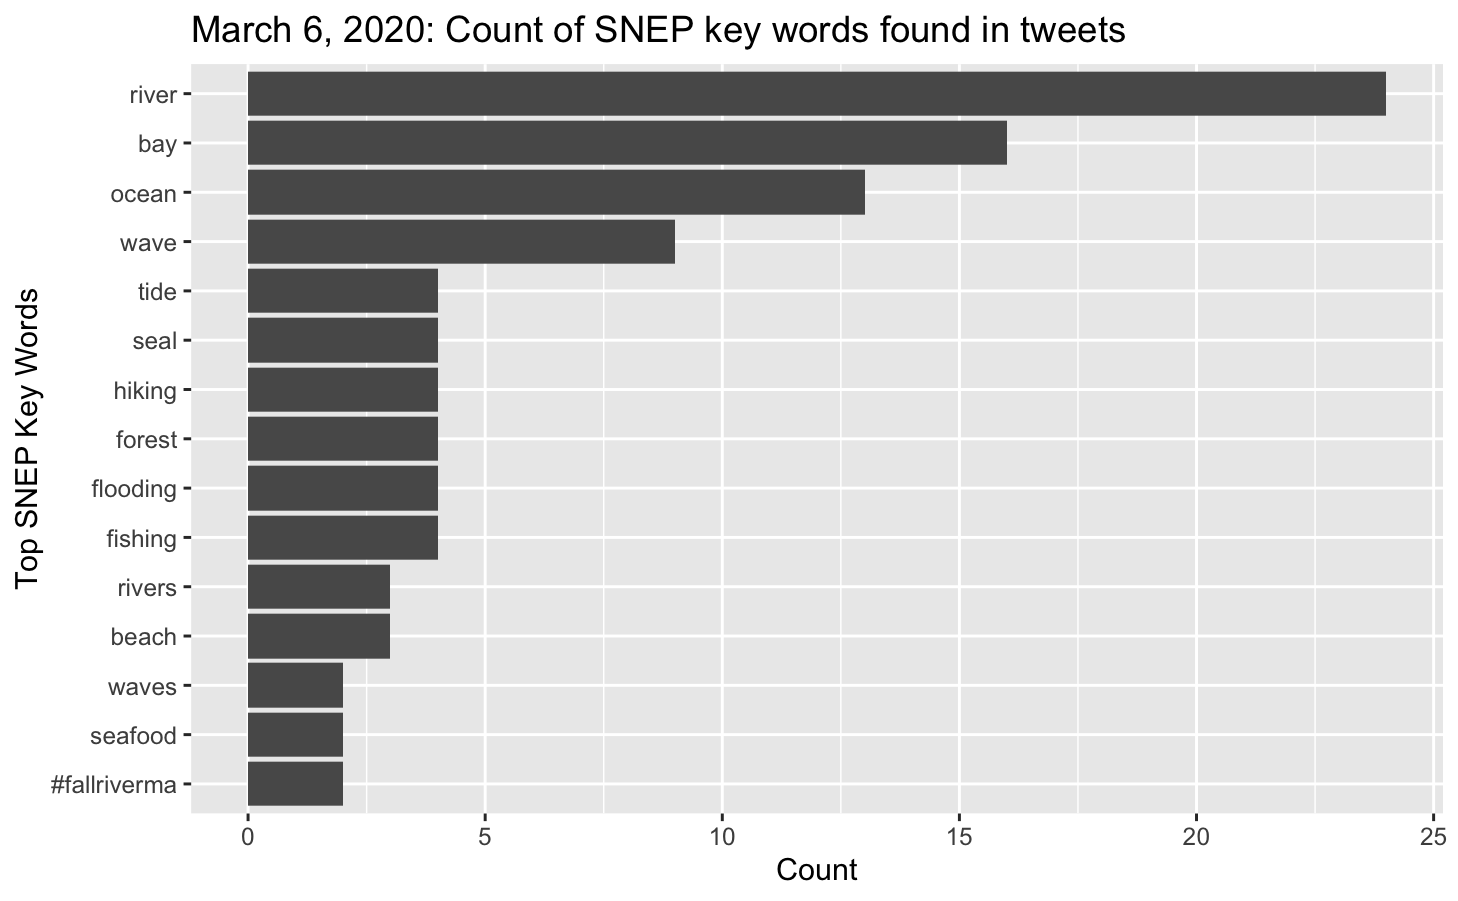 March 6, 2020: Count of SNEP key words found in tweets
Top SNEP Key Words
river
bay
ocean
wave
tide
seal
hiking
forest
flooding
fishing
rivers
beach
waves
seafood
#fallriverma
0 5 10 15 20 25
Count